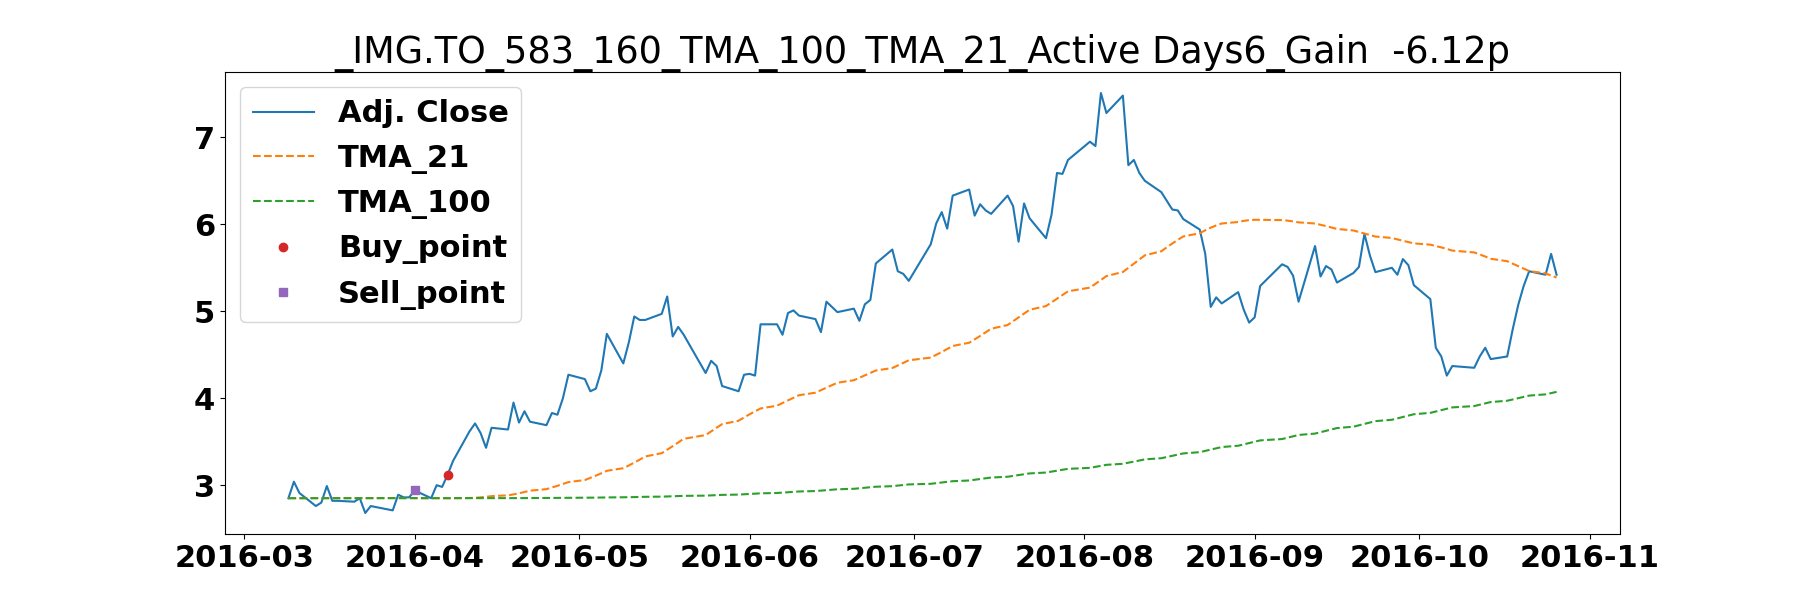 _IMG.TO_583_160_TMA_100_TMA_21_Active Days6_Gain  -6.12p
Adj. Close
TMA_21
TMA_100
Buy_point
Sell_point
7
6
5
4
3
2016-03 2016-04 2016-05 2016-06 2016-07 2016-08 2016-09 2016-10 2016-11